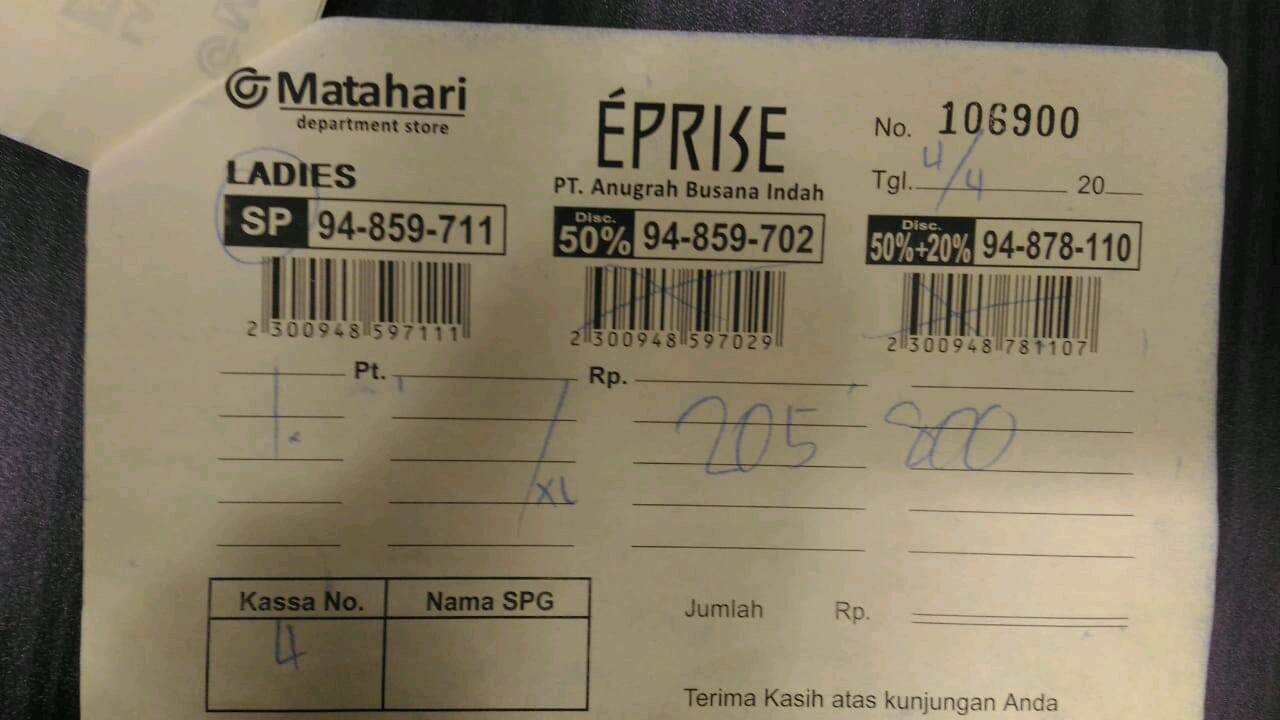 Matahari
department store
ÉPRISE
PT. Anugrah Busana Indah
No. 106900
Tgl. 4/4 20
LADIES
SP 94-859-711
Disc. 50% 94-859-702
Disc. 50%+20% 94-878-110
2 300948 597111
2 300948 597029
2 300948 781107
Pt. Rp.
1. /XL 205 800
Kassa No. Nama SPG
4
Jumlah Rp.
Terima Kasih atas kunjungan Anda